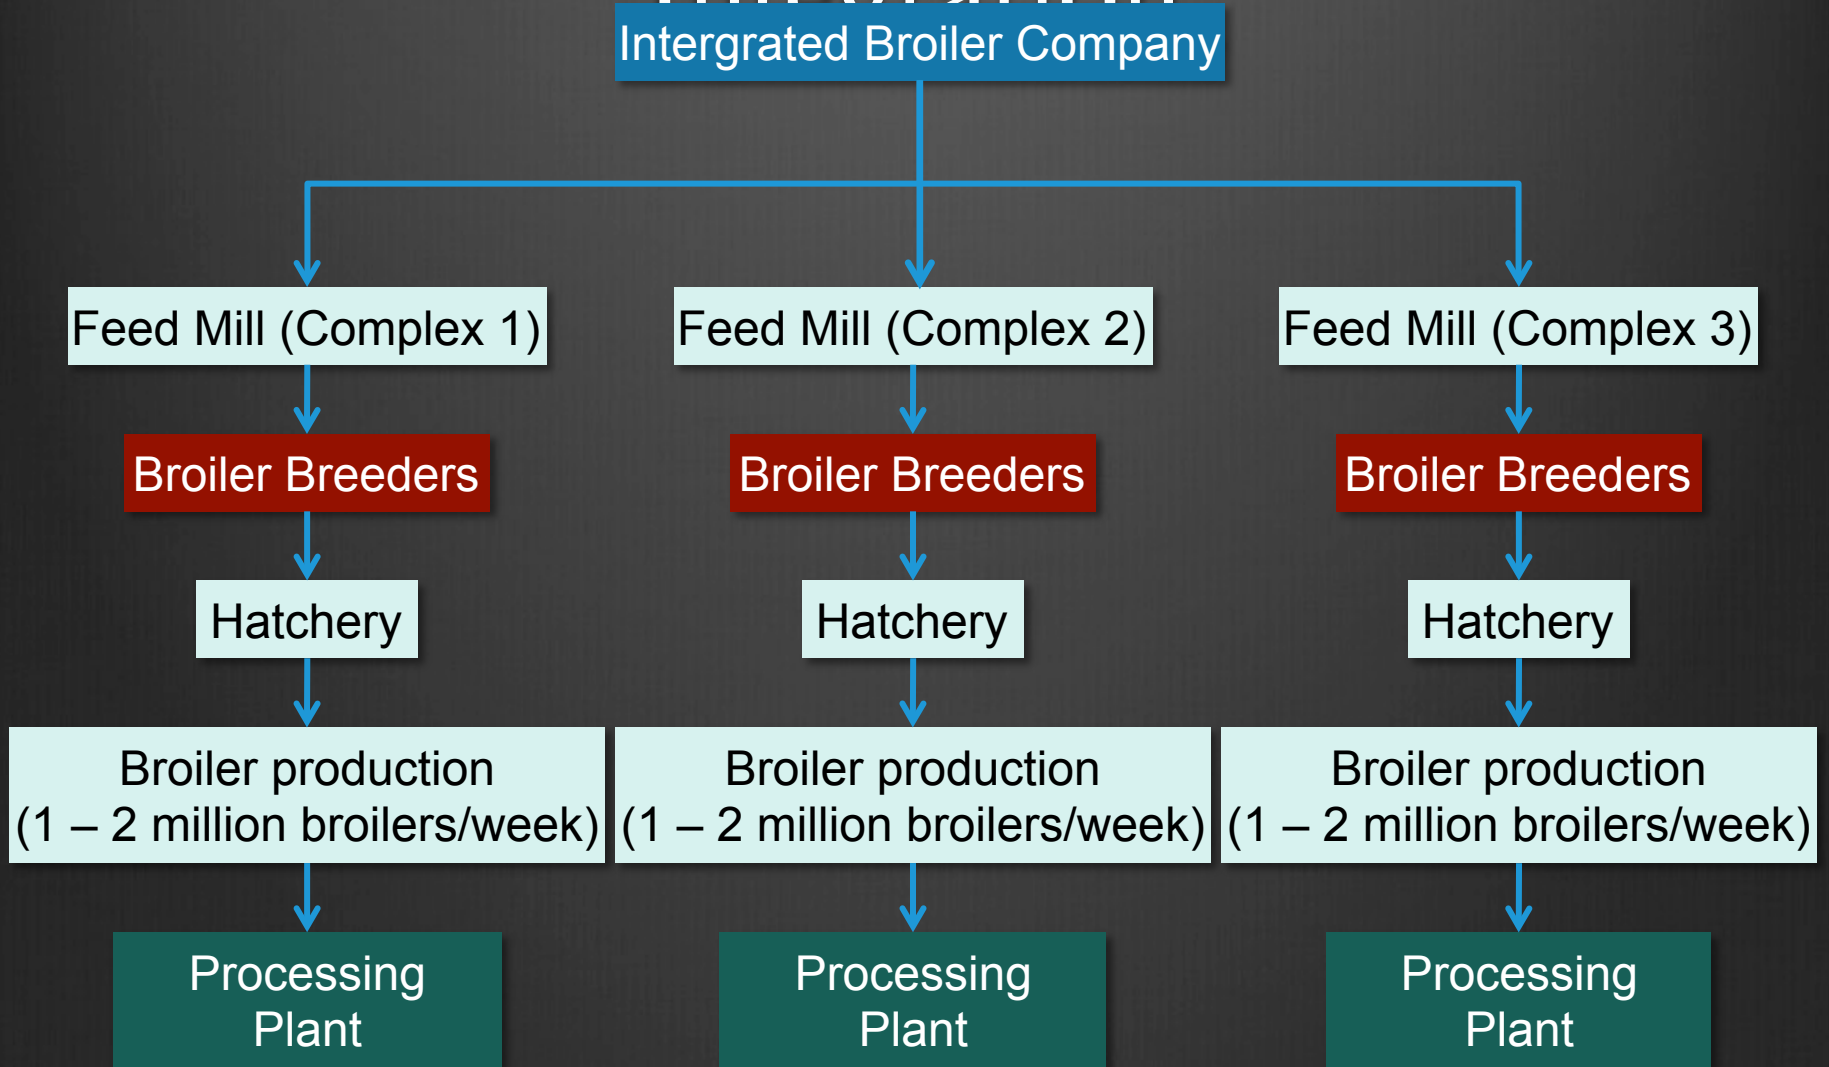 Intergrated Broiler Company
Feed Mill (Complex 1)
Feed Mill (Complex 2)
Feed Mill (Complex 3)
Broiler Breeders
Broiler Breeders
Broiler Breeders
Hatchery
Hatchery
Hatchery
Broiler production
(1 – 2 million broilers/week)
Broiler production
(1 – 2 million broilers/week)
Broiler production
(1 – 2 million broilers/week)
Processing
Plant
Processing
Plant
Processing
Plant